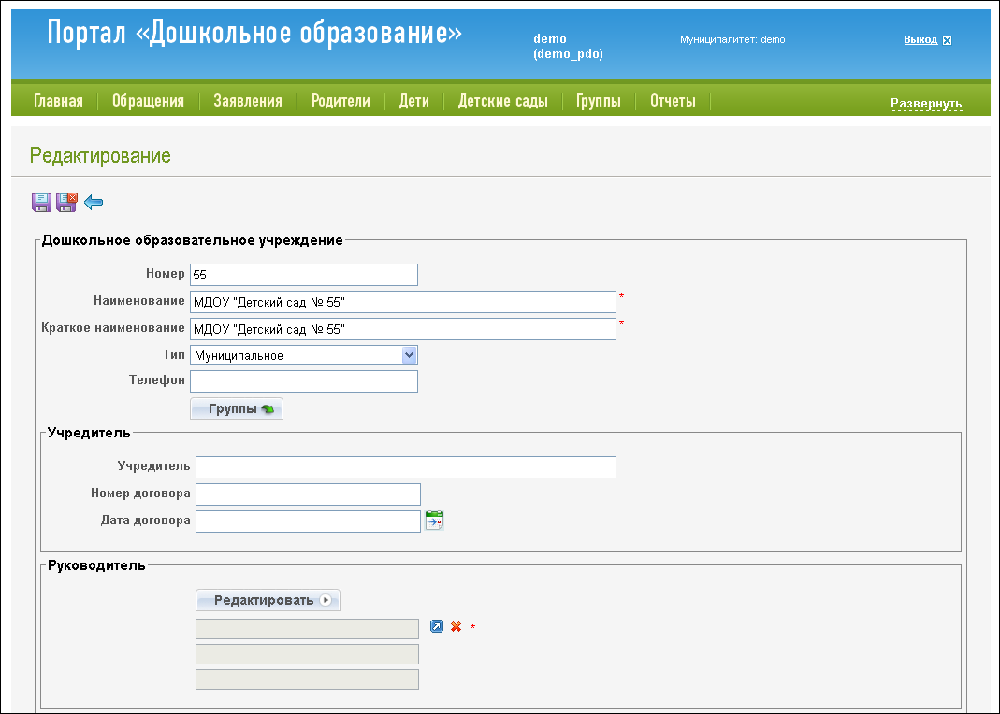 Портал «Дошкольное образование»
demo
(demo_pdo)
Муниципалитет: demo
Выход
Главная Обращения Заявления Родители Дети Детские сады Группы Отчеты
Развернуть
Редактирование
Дошкольное образовательное учреждение
Номер 55
Наименование МДОУ "Детский сад № 55" *
Краткое наименование МДОУ "Детский сад № 55" *
Тип Муниципальное
Телефон
Группы
Учредитель
Учредитель
Номер договора
Дата договора
Руководитель
Редактировать
*